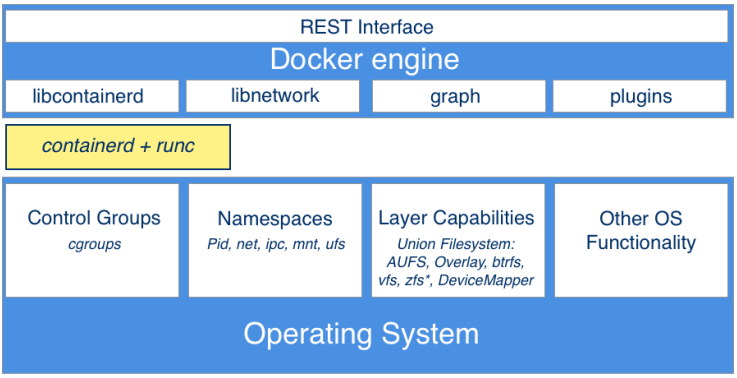 REST Interface
Docker engine
libcontainerd
libnetwork
graph
plugins
containerd + runc
Control Groups
cgroups
Namespaces
Pid, net, ipc, mnt, ufs
Layer Capabilities
Union Filesystem:
AUFS, Overlay, btrfs,
vfs, zfs*, DeviceMapper
Other OS
Functionality
Operating System